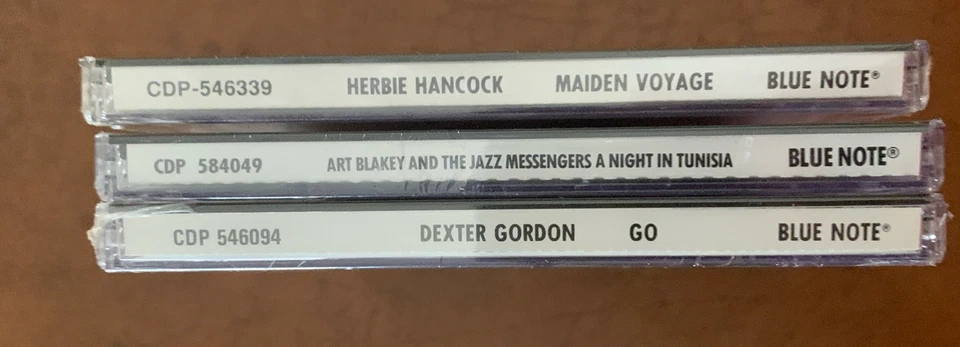 CDP-546339 HERBIE HANCOCK MAIDEN VOYAGE BLUE NOTE®
CDP 584049 ART BLAKEY AND THE JAZZ MESSENGERS A NIGHT IN TUNISIA BLUE NOTE®
CDP 546094 DEXTER GORDON GO BLUE NOTE®